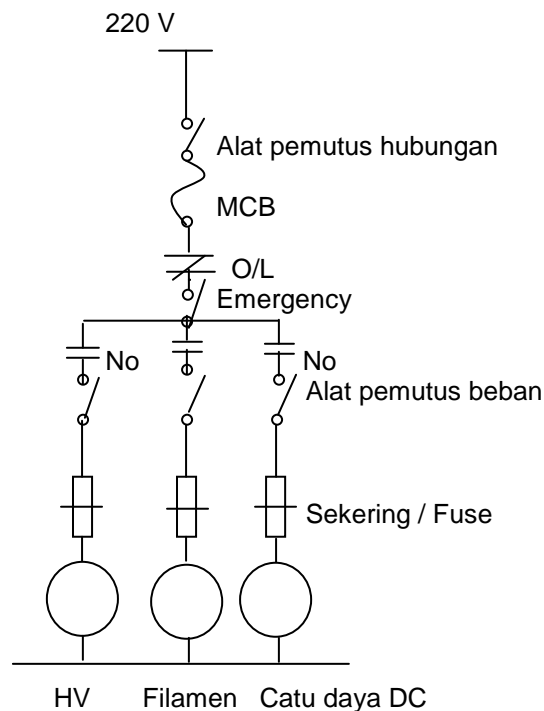 220 V
Alat pemutus hubungan
MCB
O/L
Emergency
No
No
Alat pemutus beban
Sekering / Fuse
HV Filamen Catu daya DC